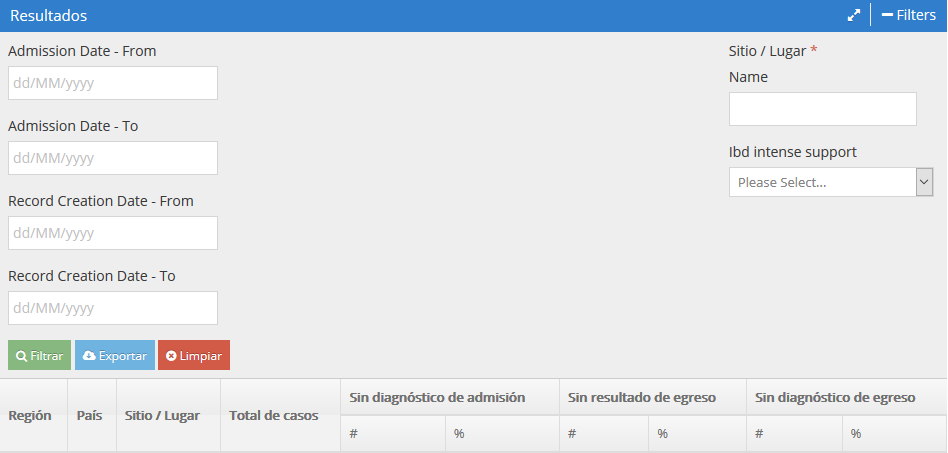 Resultados
Filters
Admission Date - From
dd/MM/yyyy
Admission Date - To
dd/MM/yyyy
Record Creation Date - From
dd/MM/yyyy
Record Creation Date - To
dd/MM/yyyy
Sitio / Lugar *
Name
Ibd intense support
Please Select...
Filtrar Exportar Limpiar
Región País Sitio / Lugar Total de casos Sin diagnóstico de admisión Sin resultado de egreso Sin diagnóstico de egreso
# % # % # %